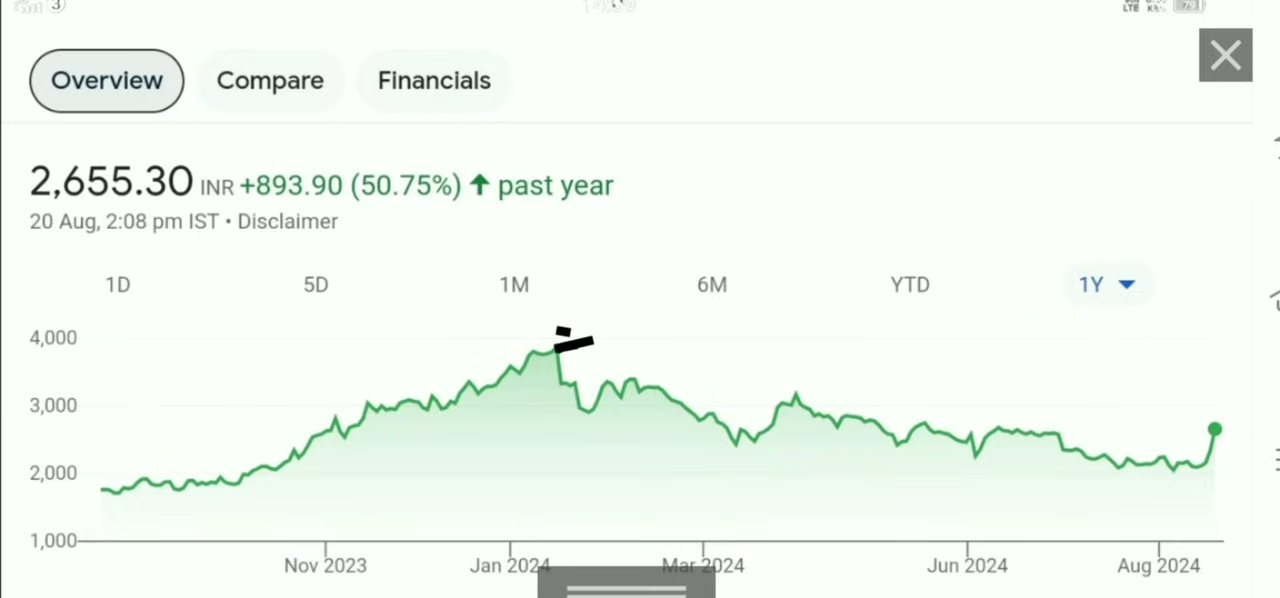 3
LTE
Overview Compare Financials
2,655.30 INR +893.90 (50.75%) ↑ past year
20 Aug, 2:08 pm IST • Disclaimer
1D 5D 1M 6M YTD 1Y
4,000
3,000
2,000
1,000
Nov 2023 Jan 2024 Mar 2024 Jun 2024 Aug 2024